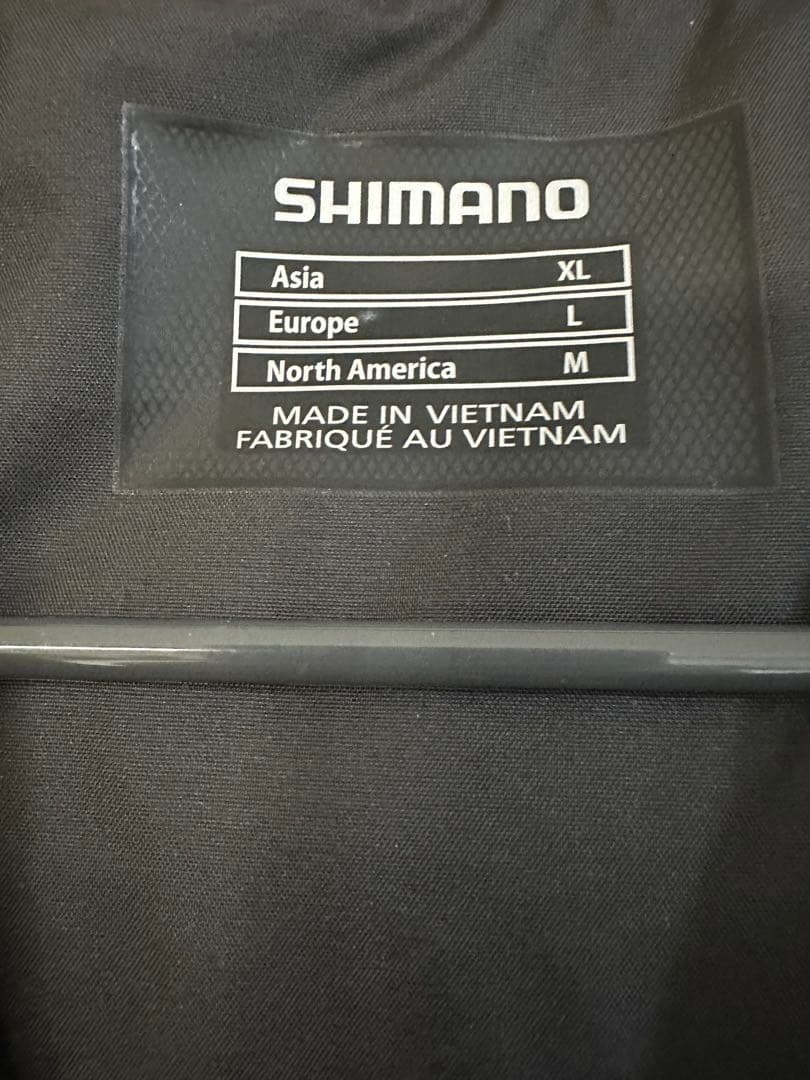 SHIMANO
Asia XL
Europe L
North America M
MADE IN VIETNAM
FABRIQUÉ AU VIETNAM